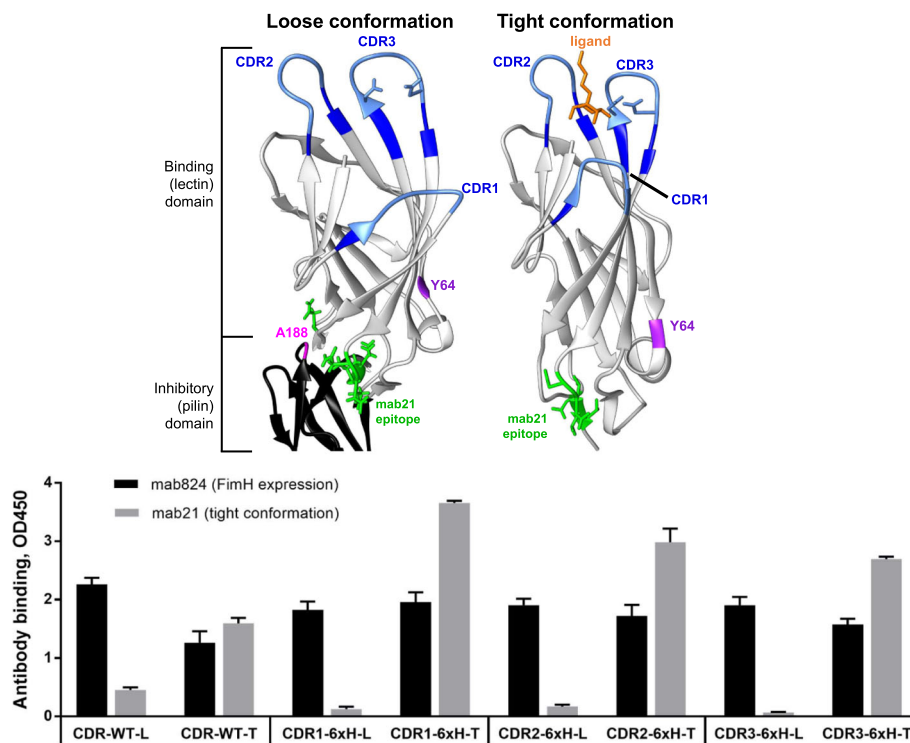 Loose conformation
Tight conformation
ligand
CDR2
CDR3
CDR2
CDR3
Binding
(lectin)
domain
CDR1
CDR1
Y64
Y64
A188
Inhibitory
(pilin)
domain
mab21
epitope
mab21
epitope
Antibody binding, OD450
4
3
2
1
0
mab824 (FimH expression)
mab21 (tight conformation)
CDR-WT-L
CDR-WT-T
CDR1-6xH-L
CDR1-6xH-T
CDR2-6xH-L
CDR2-6xH-T
CDR3-6xH-L
CDR3-6xH-T